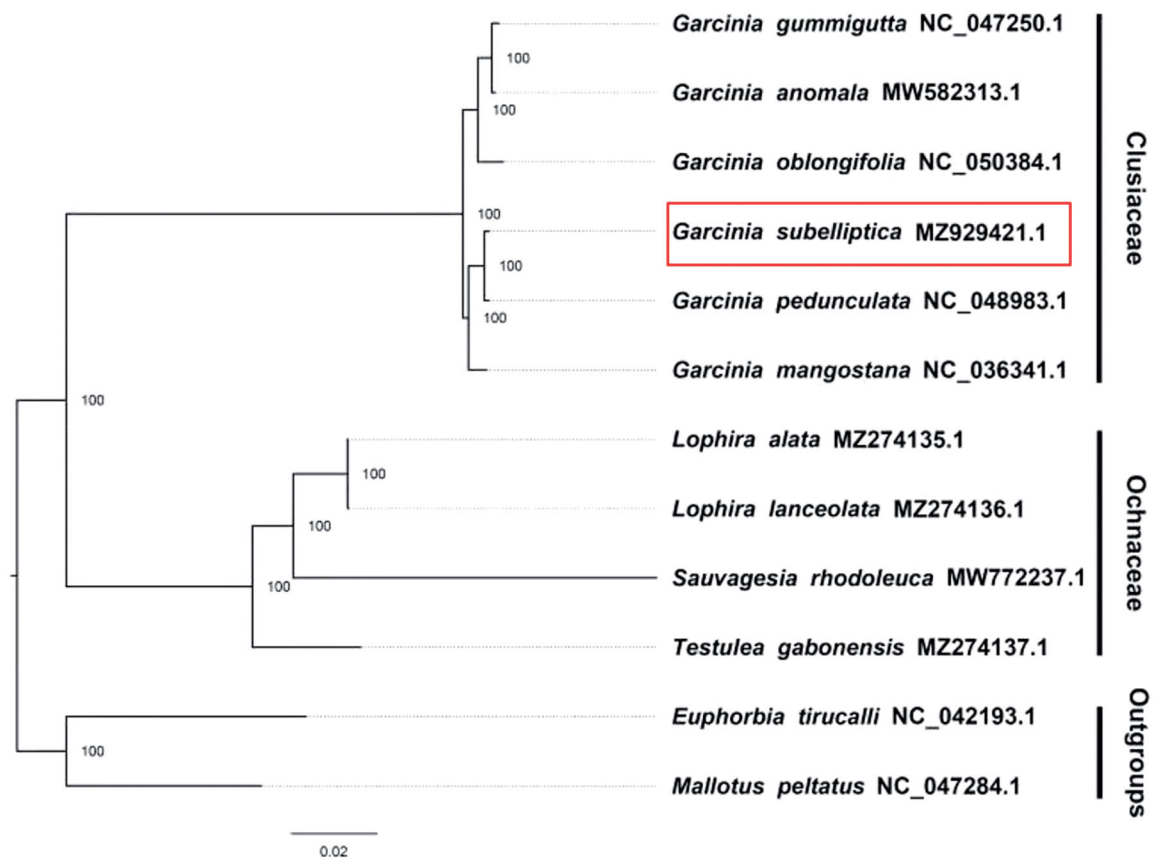 Garcinia gummigutta NC_047250.1
100
Garcinia anomala MW582313.1
100
Garcinia oblongifolia NC_050384.1
100
Garcinia subelliptica MZ929421.1
100
Garcinia pedunculata NC_048983.1
100
Garcinia mangostana NC_036341.1
Clusiaceae
100
Lophira alata MZ274135.1
100
Lophira lanceolata MZ274136.1
100
Sauvagesia rhodoleuca MW772237.1
100
Testulea gabonensis MZ274137.1
Ochnaceae
Euphorbia tirucalli NC_042193.1
100
Mallotus peltatus NC_047284.1
Outgroups
0.02